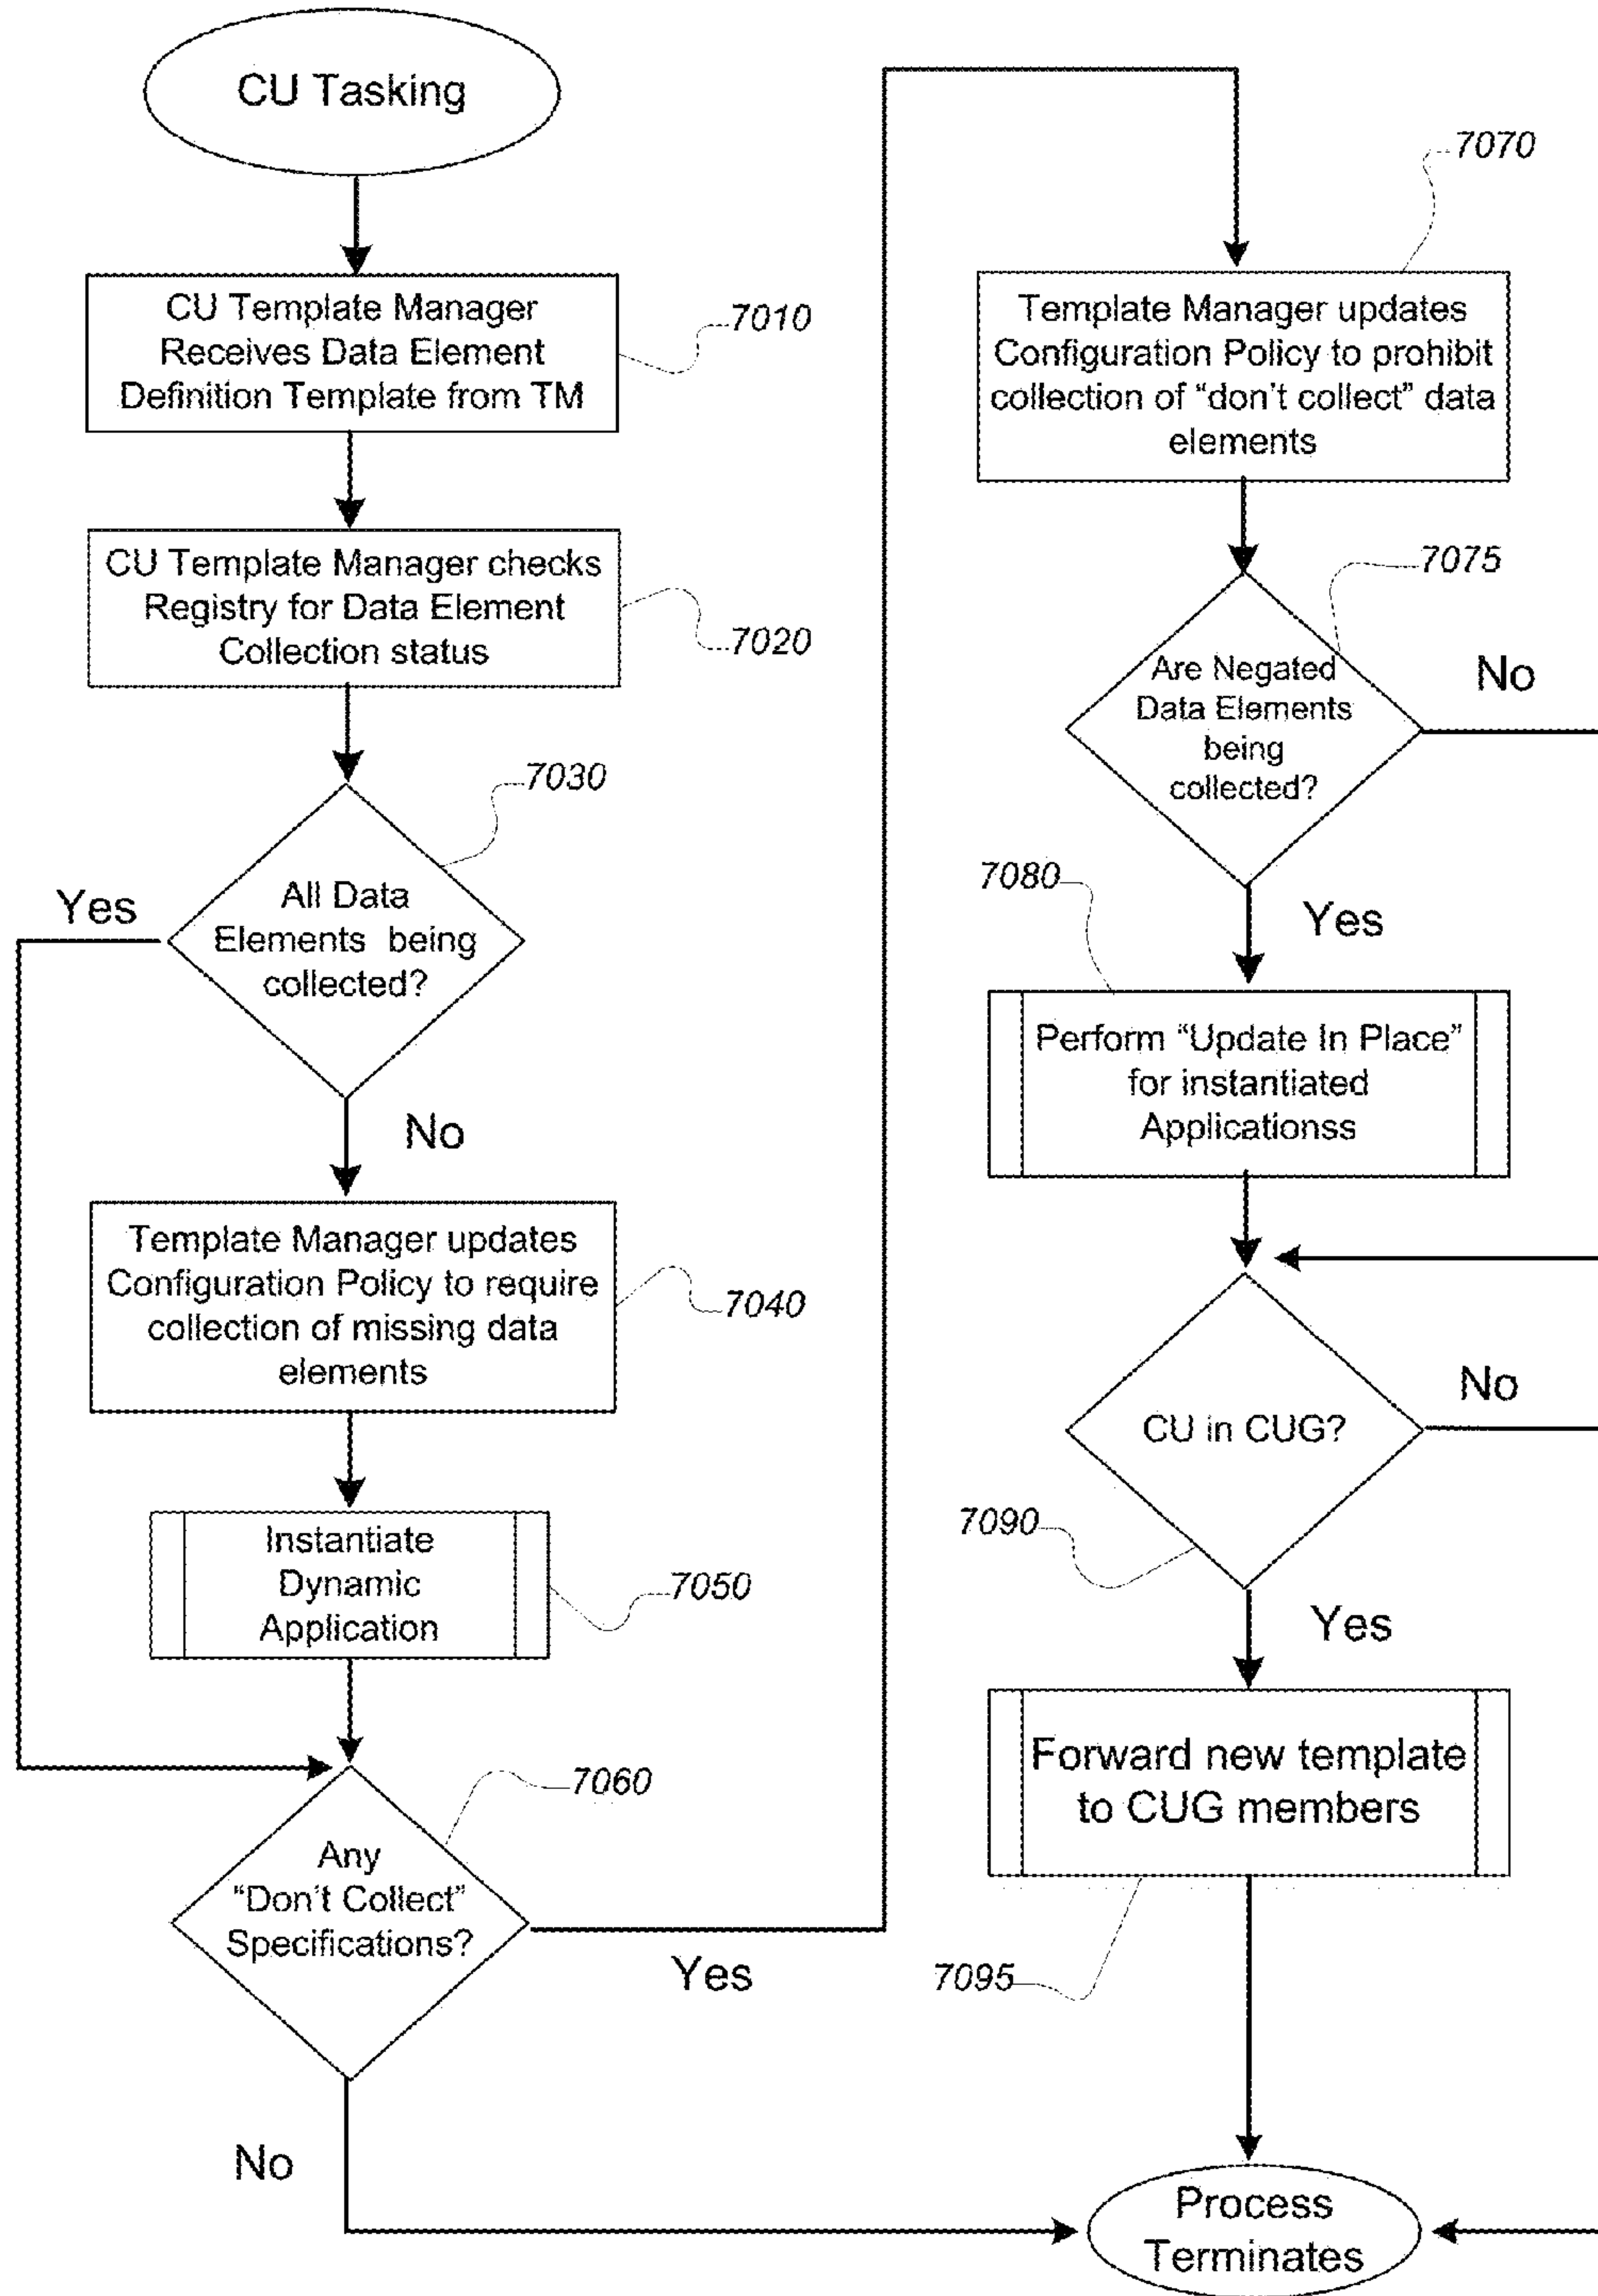 CU Tasking
CU Template Manager
Receives Data Element
Definition Template from TM
7010
CU Template Manager checks
Registry for Data Element
Collection status
7020
7030
All Data
Elements being
collected?
Yes
No
Template Manager updates
Configuration Policy to require
collection of missing data
elements
7040
Instantiate
Dynamic
Application
7050
7060
Any
“Don't Collect”
Specifications?
Yes
No
7070
Template Manager updates
Configuration Policy to prohibit
collection of “don't collect” data
elements
7075
Are Negated
Data Elements
being
collected?
No
Yes
7080
Perform “Update In Place”
for instantiated
Applicationss
CU in CUG?
No
7090
Yes
Forward new template
to CUG members
7095
Process
Terminates